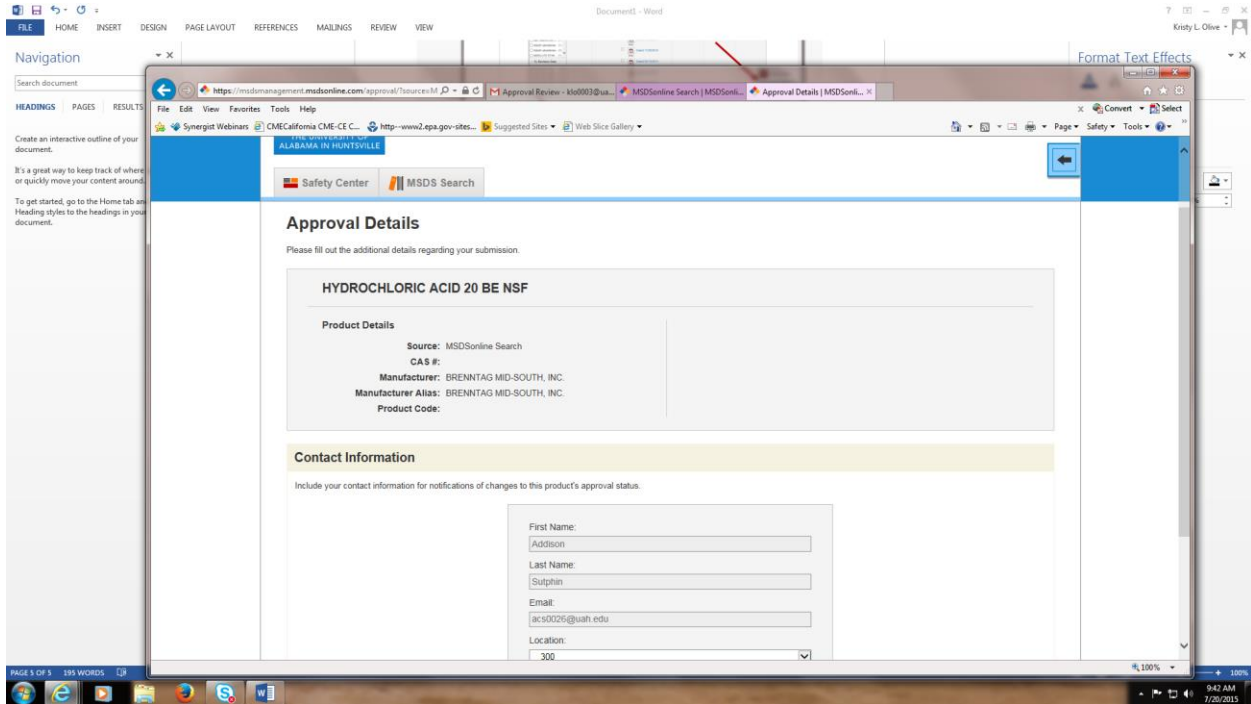 Document1 - Word
FILE HOME INSERT DESIGN PAGE LAYOUT REFERENCES MAILINGS REVIEW VIEW
Kristy L. Olive
Navigation
Format Text Effects
Search document
HEADINGS PAGES RESULTS
Create an interactive outline of your
document.
It's a great way to keep track of where
or quickly move your content around.
To get started, go to the Home tab an
Heading styles to the headings in you
document.
https://msdsmanagement.msdsonline.com/approval/?source=M
Approval Review - klo0003@ua...
MSDSonline Search | MSDSonli...
Approval Details | MSDSonli...
File Edit View Favorites Tools Help
Convert Select
Synergist Webinars CMECalifornia CME-CE C... http--www2.epa.gov-sites... Suggested Sites Web Slice Gallery
Page Safety Tools
THE UNIVERSITY OF
ALABAMA IN HUNTSVILLE
Safety Center MSDS Search
Approval Details
Please fill out the additional details regarding your submission.
HYDROCHLORIC ACID 20 BE NSF
Product Details
Source: MSDSonline Search
CAS #:
Manufacturer: BRENNTAG MID-SOUTH, INC.
Manufacturer Alias: BRENNTAG MID-SOUTH, INC.
Product Code:
Contact Information
Include your contact information for notifications of changes to this product's approval status.
First Name:
Addison
Last Name:
Sutphin
Email:
acs0026@uah.edu
Location:
300
100%
PAGE 5 OF 5 195 WORDS
100%
9:42 AM
7/20/2015